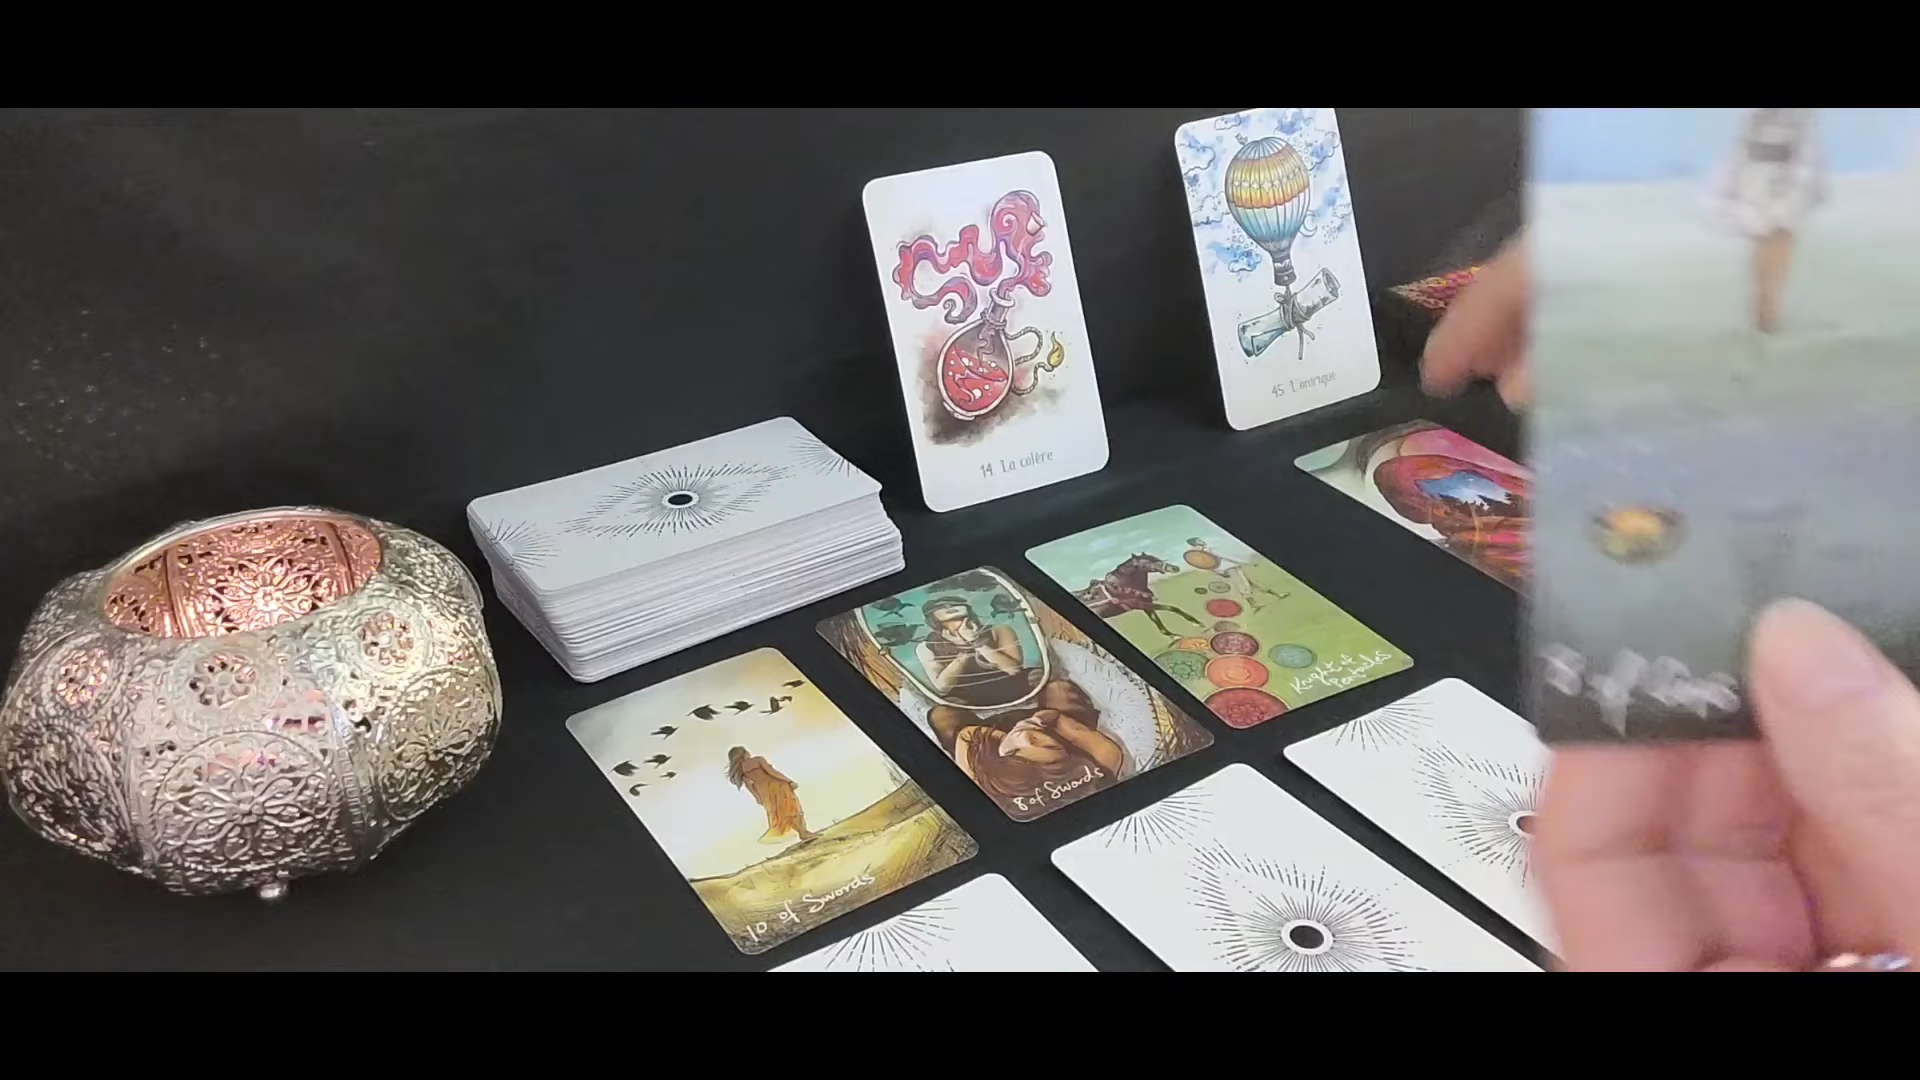 14. La colère
45. L'onirique
Knight of
Pentacles
8 of Swords
10 of Swords